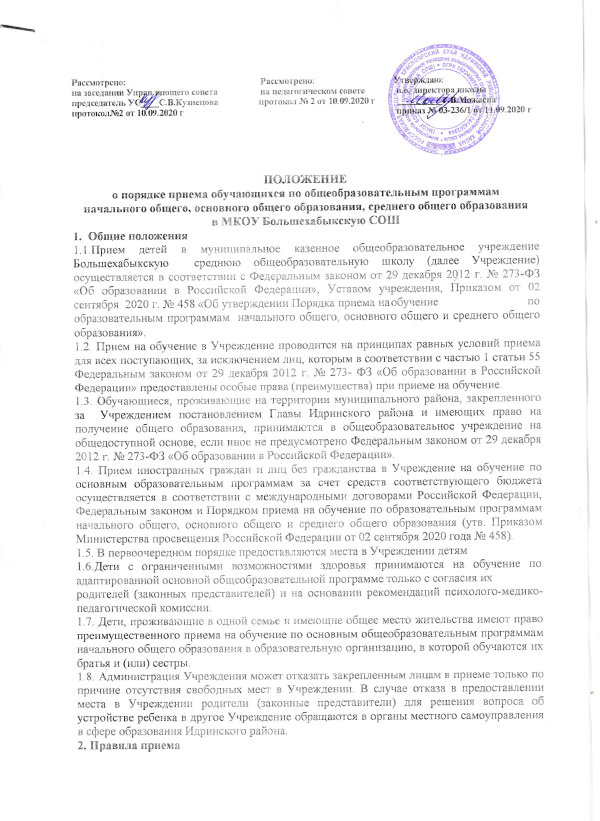 Рассмотрено:
на заседании Управляющего совета
председатель УС С.В.Кузнецова
протокол№2 от 10.09.2020 г
Рассмотрено:
на педагогическом совете
протокол № 2 от 10.09.2020 г
Утверждаю:
и.о. директора школы
приказ № 03-236/1 от 11.09.2020 г
ПОЛОЖЕНИЕ
о порядке приема обучающихся по общеобразовательным программам
начального общего, основного общего образования, среднего общего образования
в МКОУ Большехабыкскую СОШ
1. Общие положения
1.1.Прием детей в муниципальное казенное общеобразовательное учреждение
Большехабыкскую среднюю общеобразовательную школу (далее Учреждение)
осуществляется в соответствии с Федеральным законом от 29 декабря 2012 г. № 273-ФЗ
«Об образовании в Российской Федерации», Уставом учреждения, Приказом от 02
сентября 2020 г. № 458 «Об утверждении Порядка приема на обучение по
образовательным программам начального общего, основного общего и среднего общего
образования».
1.2. Прием на обучение в Учреждение проводится на принципах равных условий приема
для всех поступающих, за исключением лиц, которым в соответствии с частью 1 статьи 55
Федеральным законом от 29 декабря 2012 г. № 273- ФЗ «Об образовании в Российской
Федерации» предоставлены особые права (преимущества) при приеме на обучение.
1.3. Обучающиеся, проживающие на территории муниципального района, закрепленного
за Учреждением постановлением Главы Идринского района и имеющих право на
получение общего образования, принимаются в общеобразовательное учреждение на
общедоступной основе, если иное не предусмотрено Федеральным законом от 29 декабря
2012 г. № 273-ФЗ «Об образовании в Российской Федерации».
1.4. Прием иностранных граждан и лиц без гражданства в Учреждение на обучение по
основным образовательным программам за счет средств соответствующего бюджета
осуществляется в соответствии с международными договорами Российской Федерации,
Федеральным законом и Порядком приема на обучение по образовательным программам
начального общего, основного общего и среднего общего образования (утв. Приказом
Министерства просвещения Российской Федерации от 02 сентября 2020 года № 458).
1.5. В первоочередном порядке предоставляются места в Учреждении детям
1.6.Дети с ограниченными возможностями здоровья принимаются на обучение по
адаптированной основной общеобразовательной программе только с согласия их
родителей (законных представителей) и на основании рекомендаций психолого-медико-
педагогической комиссии.
1.7. Дети, проживающие в одной семье и имеющие общее место жительства имеют право
преимущественного приема на обучение по основным общеобразовательным программам
начального общего образования в образовательную организацию, в которой обучаются их
братья и (или) сестры.
1.8. Администрация Учреждения может отказать закрепленным лицам в приеме только по
причине отсутствия свободных мест в Учреждении. В случае отказа в предоставлении
места в Учреждении родители (законные представители) для решения вопроса об
устройстве ребенка в другое Учреждение обращаются в органы местного самоуправления
в сфере образования Идринского района.
2. Правила приема